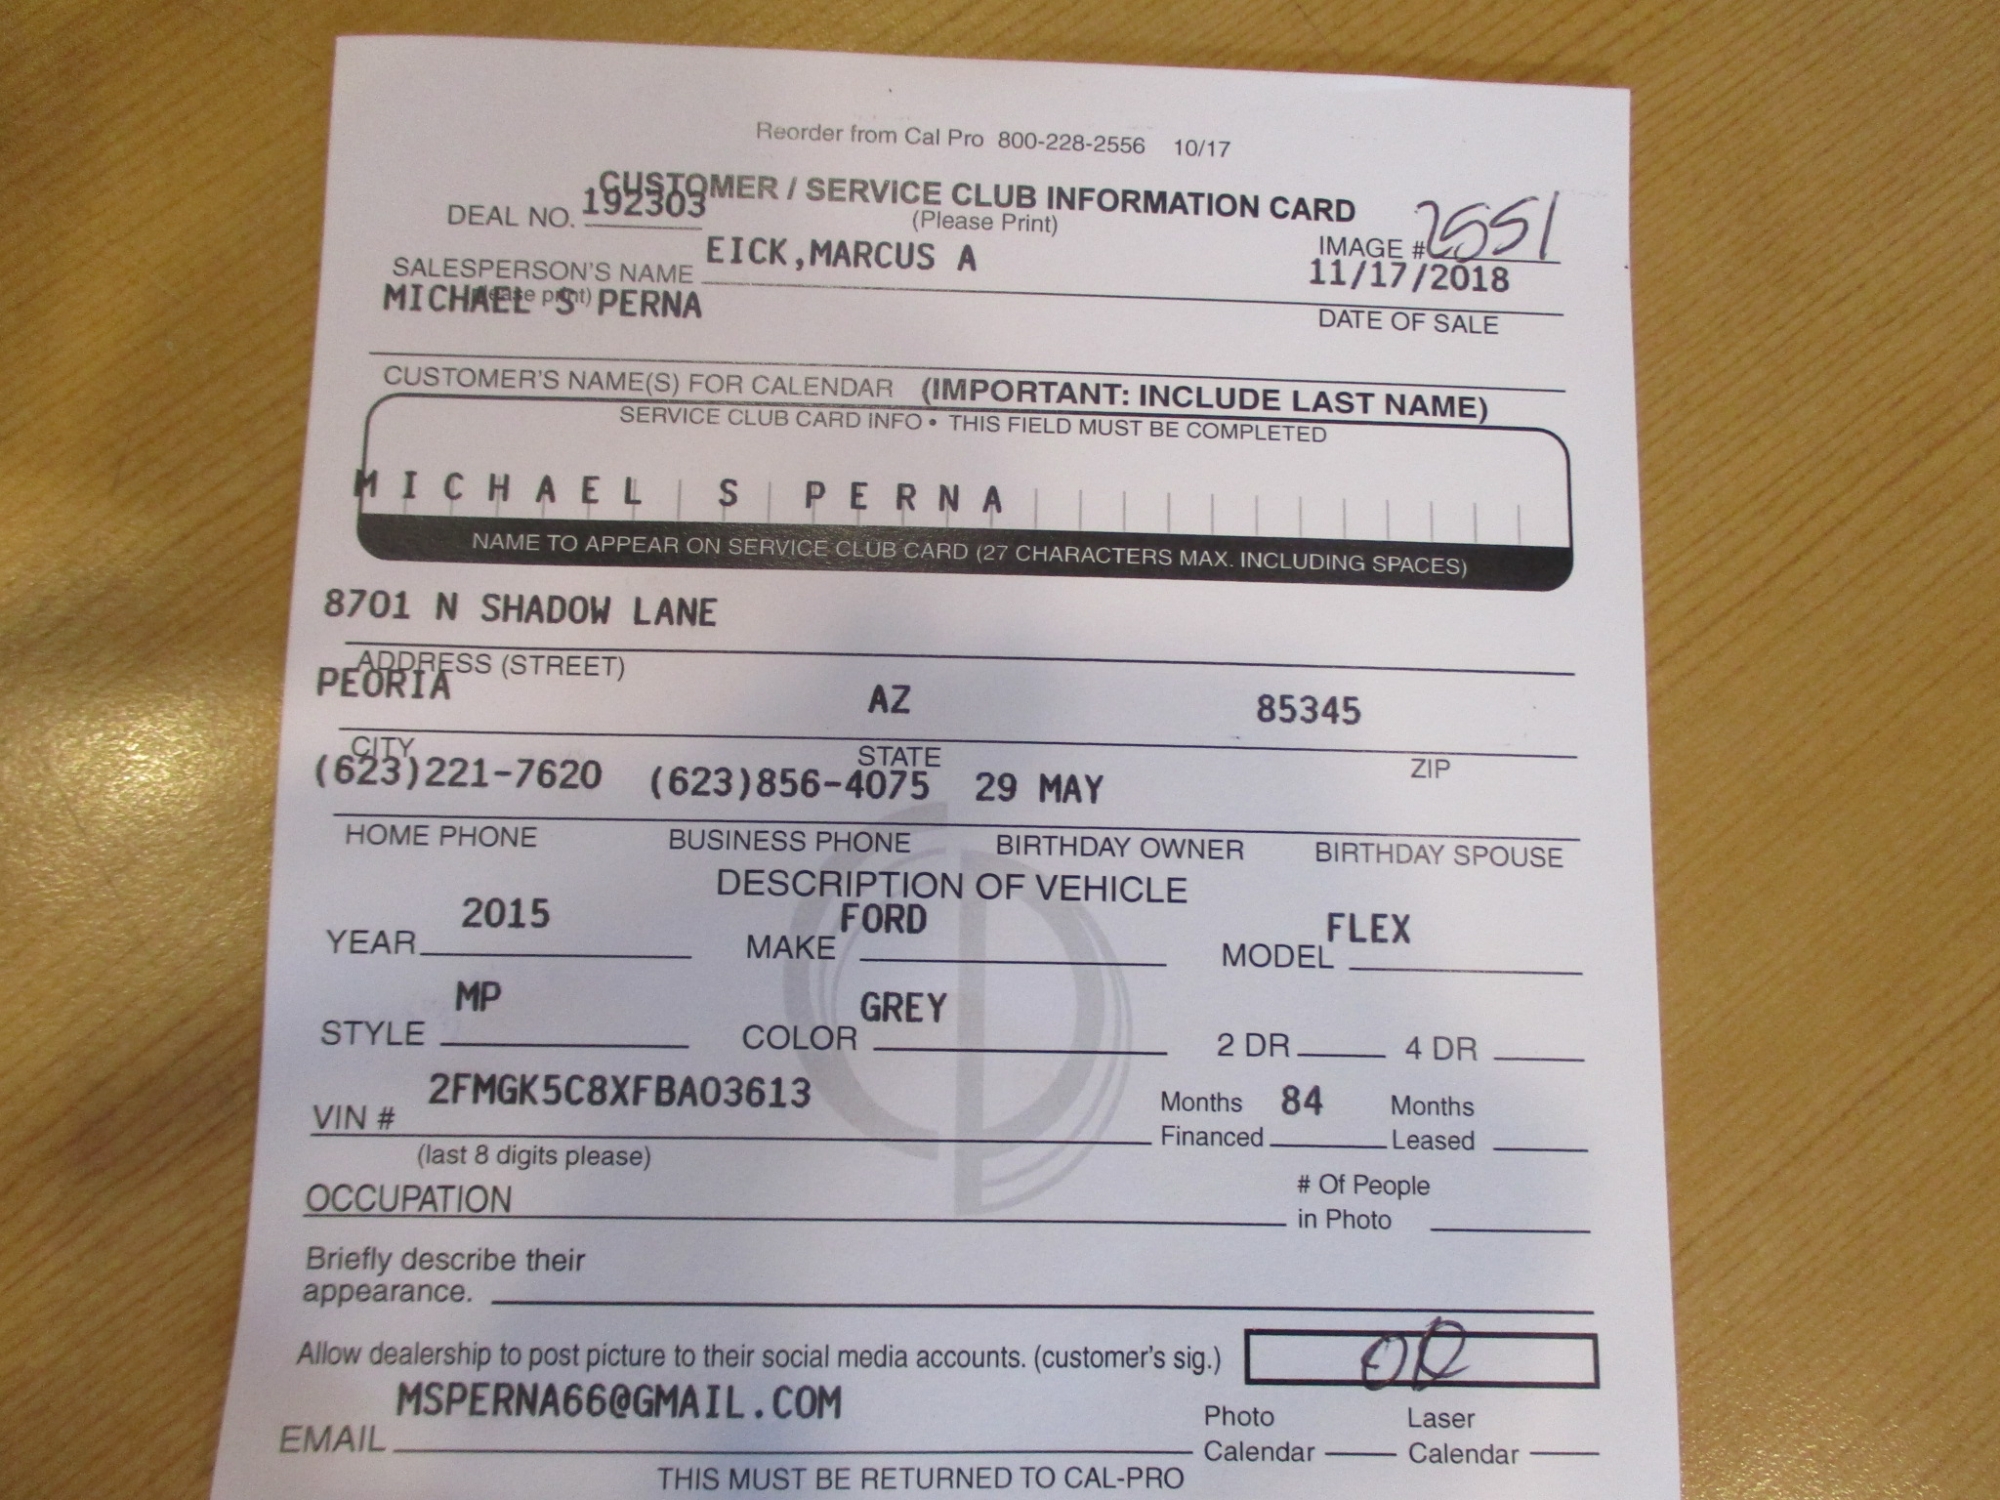 Reorder from Cal Pro 800-228-2556 10/17
CUSTOMER / SERVICE CLUB INFORMATION CARD
(Please Print)
DEAL NO. 192303
IMAGE # 2551
SALESPERSON'S NAME EICK,MARCUS A
(please print)
11/17/2018
DATE OF SALE
MICHAEL S PERNA
CUSTOMER'S NAME(S) FOR CALENDAR (IMPORTANT: INCLUDE LAST NAME)
SERVICE CLUB CARD INFO • THIS FIELD MUST BE COMPLETED
MICHAEL S PERNA
NAME TO APPEAR ON SERVICE CLUB CARD (27 CHARACTERS MAX. INCLUDING SPACES)
8701 N SHADOW LANE
ADDRESS (STREET)
PEORIA AZ 85345
CITY STATE ZIP
(623)221-7620 (623)856-4075 29 MAY
HOME PHONE BUSINESS PHONE BIRTHDAY OWNER BIRTHDAY SPOUSE
DESCRIPTION OF VEHICLE
YEAR 2015 MAKE FORD MODEL FLEX
STYLE MP COLOR GREY 2 DR 4 DR
VIN # 2FMGK5C8XFBA03613
(last 8 digits please)
Months Financed 84 Months Leased
OCCUPATION
# Of People
in Photo
Briefly describe their
appearance.
Allow dealership to post picture to their social media accounts. (customer's sig.)
EMAIL MSPERNA66@GMAIL.COM
Photo Calendar Laser Calendar
THIS MUST BE RETURNED TO CAL-PRO